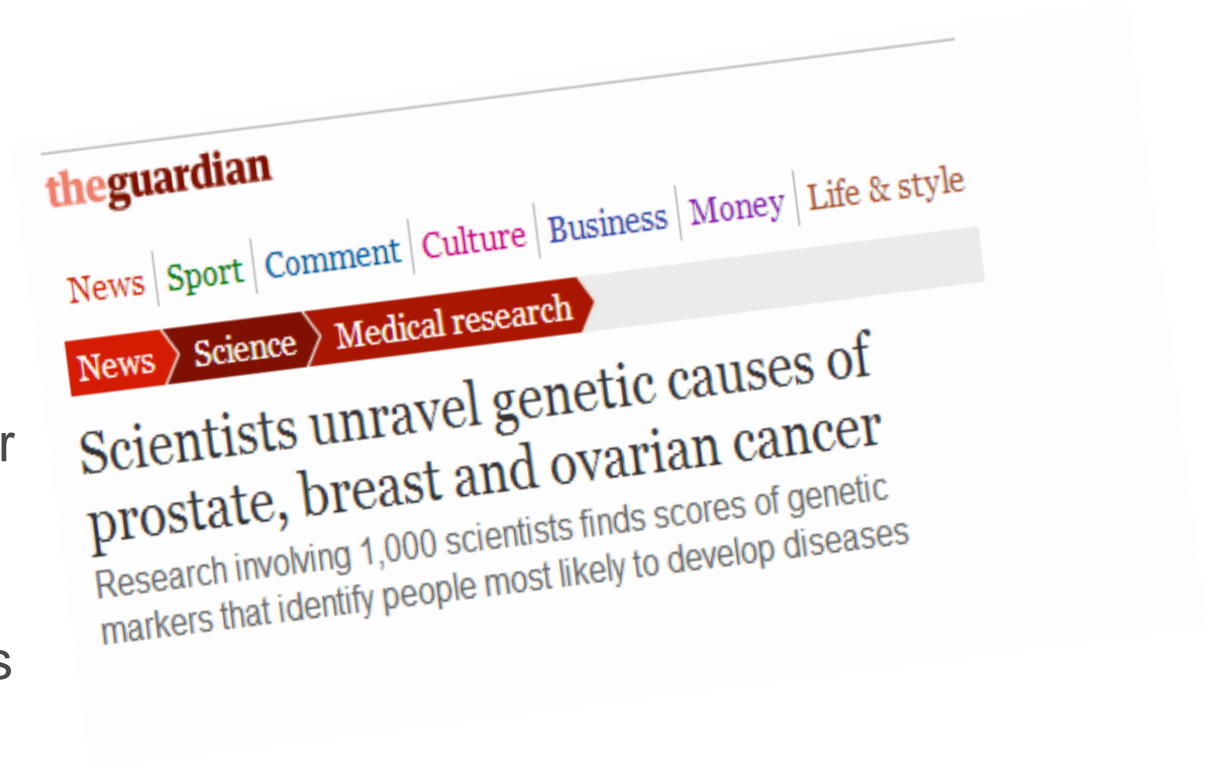 theguardian
News Sport Comment Culture Business Money Life & style
News Science Medical research
Scientists unravel genetic causes of
prostate, breast and ovarian cancer
Research involving 1,000 scientists finds scores of genetic
markers that identify people most likely to develop diseases
r
s